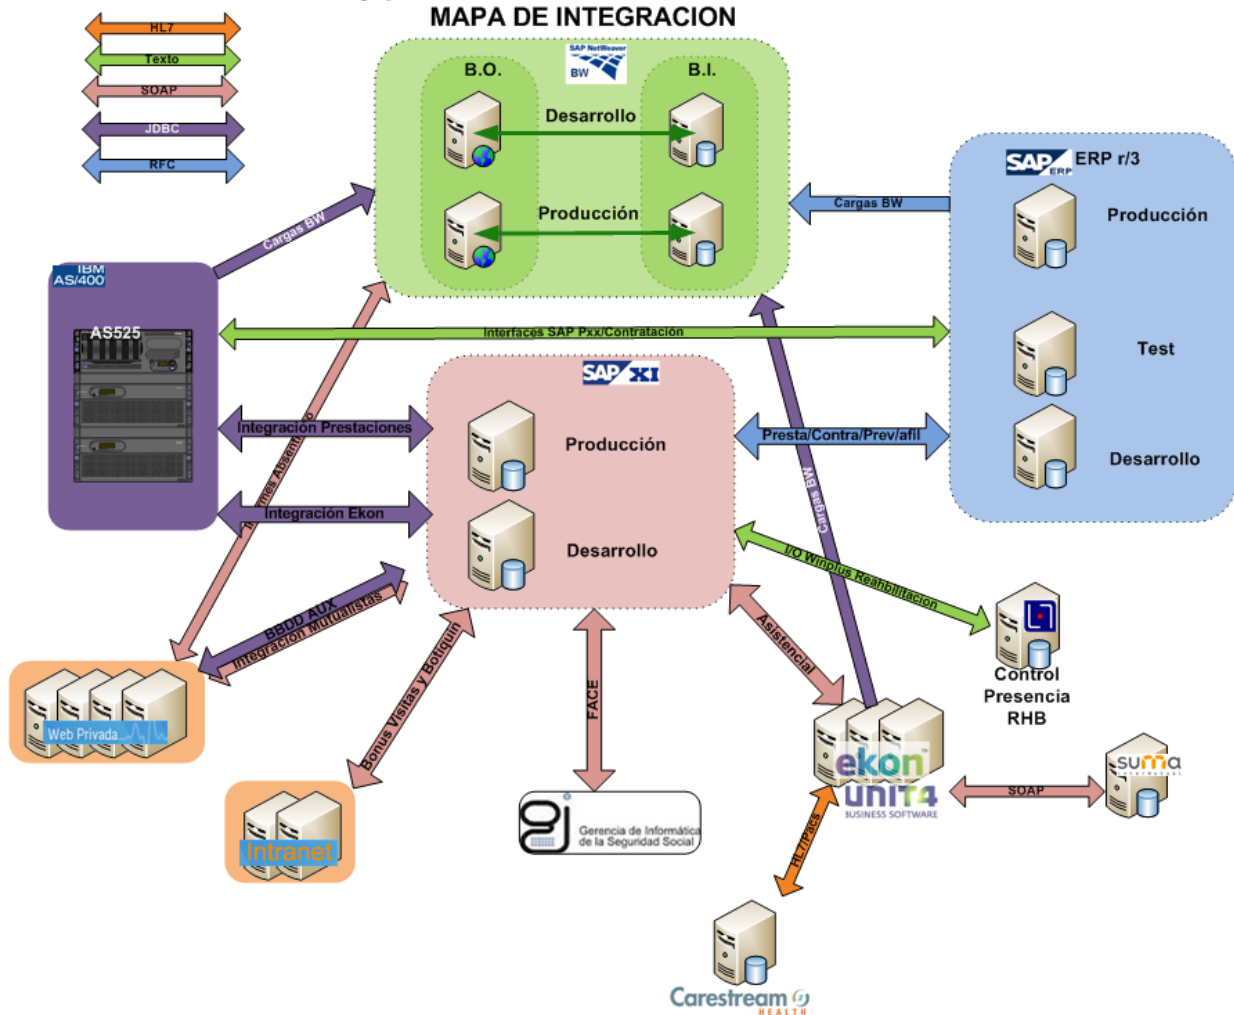 MAPA DE INTEGRACION
HL7
Texto
SOAP
JDBC
RFC
SAP NetWeaver
BW
B.O.
B.I.
Desarrollo
Producción
Cargas BW
Cargas BW
SAP ERP
ERP r/3
Producción
Test
Desarrollo
IBM
AS/400
AS525
Interfaces SAP Pxx/Contratación
SAP XI
Producción
Desarrollo
Integración Prestaciones
Integración Ekon
Presta/Contra/Prev/afil
Cargas BW
I/O Winplus Reahbilitacion
BBDD AUX
Integración Mutualistas
Bonus Visitas y Botiquin
FACE
Asistencial
Control
Presencia
RHB
Web Privada
Intranet
Gerencia de Informática
de la Seguridad Social
ekon
UNIT4
BUSINESS SOFTWARE
SOAP
suma
intermutual
HL7/Pacs
Carestream
HEALTH